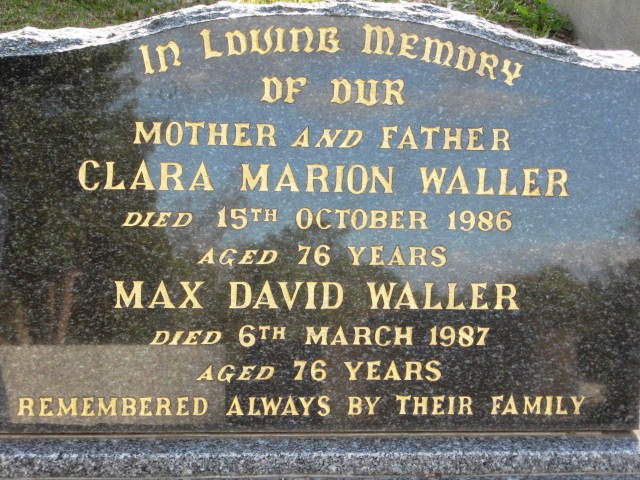 In Loving Memory
Of Our
MOTHER AND FATHER
CLARA MARION WALLER
DIED 15TH OCTOBER 1986
AGED 76 YEARS
MAX DAVID WALLER
DIED 6TH MARCH 1987
AGED 76 YEARS
REMEMBERED ALWAYS BY THEIR FAMILY